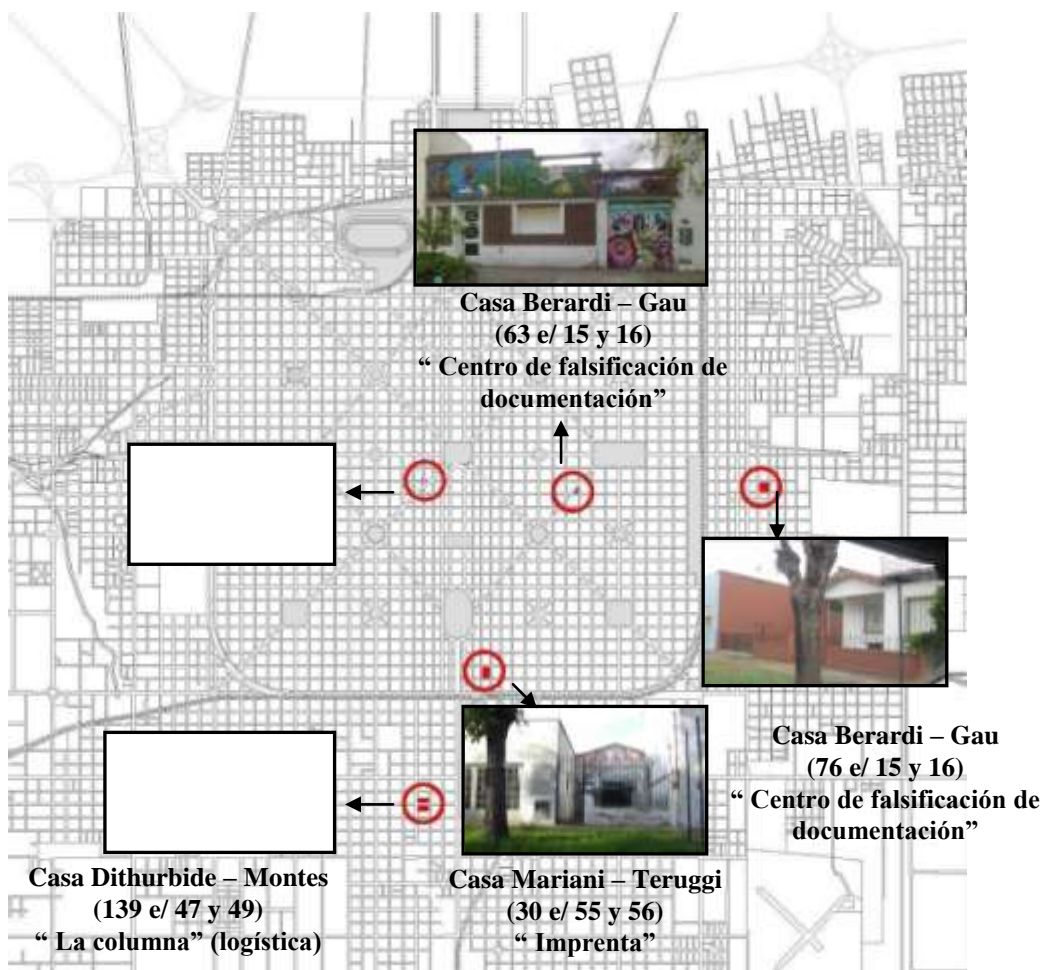 Casa Berardi – Gau
(63 e/ 15 y 16)
“ Centro de falsificación de
documentación”
Casa Berardi – Gau
(76 e/ 15 y 16)
“ Centro de falsificación de
documentación”
Casa Dithurbide – Montes
(139 e/ 47 y 49)
“ La columna” (logística)
Casa Mariani – Teruggi
(30 e/ 55 y 56)
“ Imprenta”